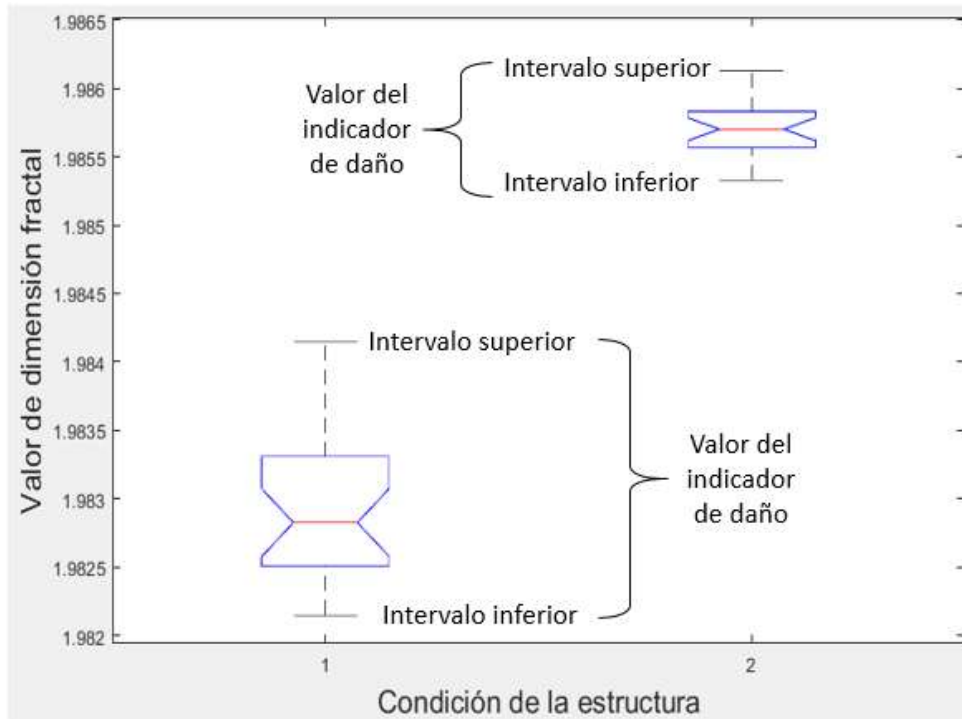 1.9865
1.986
1.9855
1.985
1.9845
1.984
1.9835
1.983
1.9825
1.982
Valor de dimensión fractal
Valor del
indicador
de daño
Intervalo superior
Intervalo inferior
Intervalo superior
Intervalo inferior
Valor del
indicador
de daño
1
2
Condición de la estructura